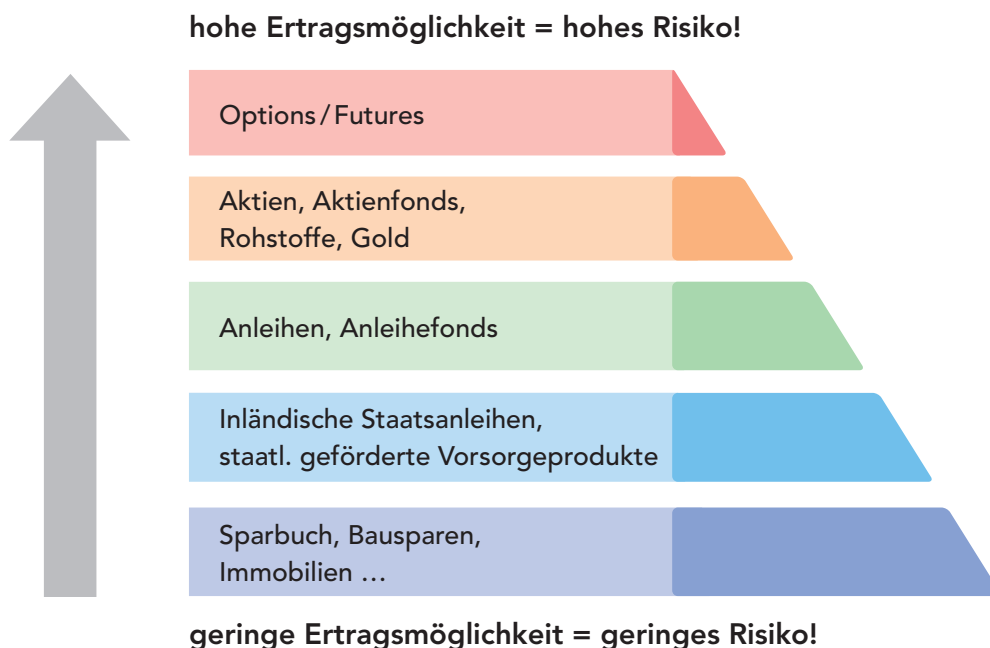 hohe Ertragsmöglichkeit = hohes Risiko!
Options / Futures
Aktien, Aktienfonds,
Rohstoffe, Gold
Anleihen, Anleihefonds
Inländische Staatsanleihen,
staatl. geförderte Vorsorgeprodukte
Sparbuch, Bausparen,
Immobilien …
geringe Ertragsmöglichkeit = geringes Risiko!